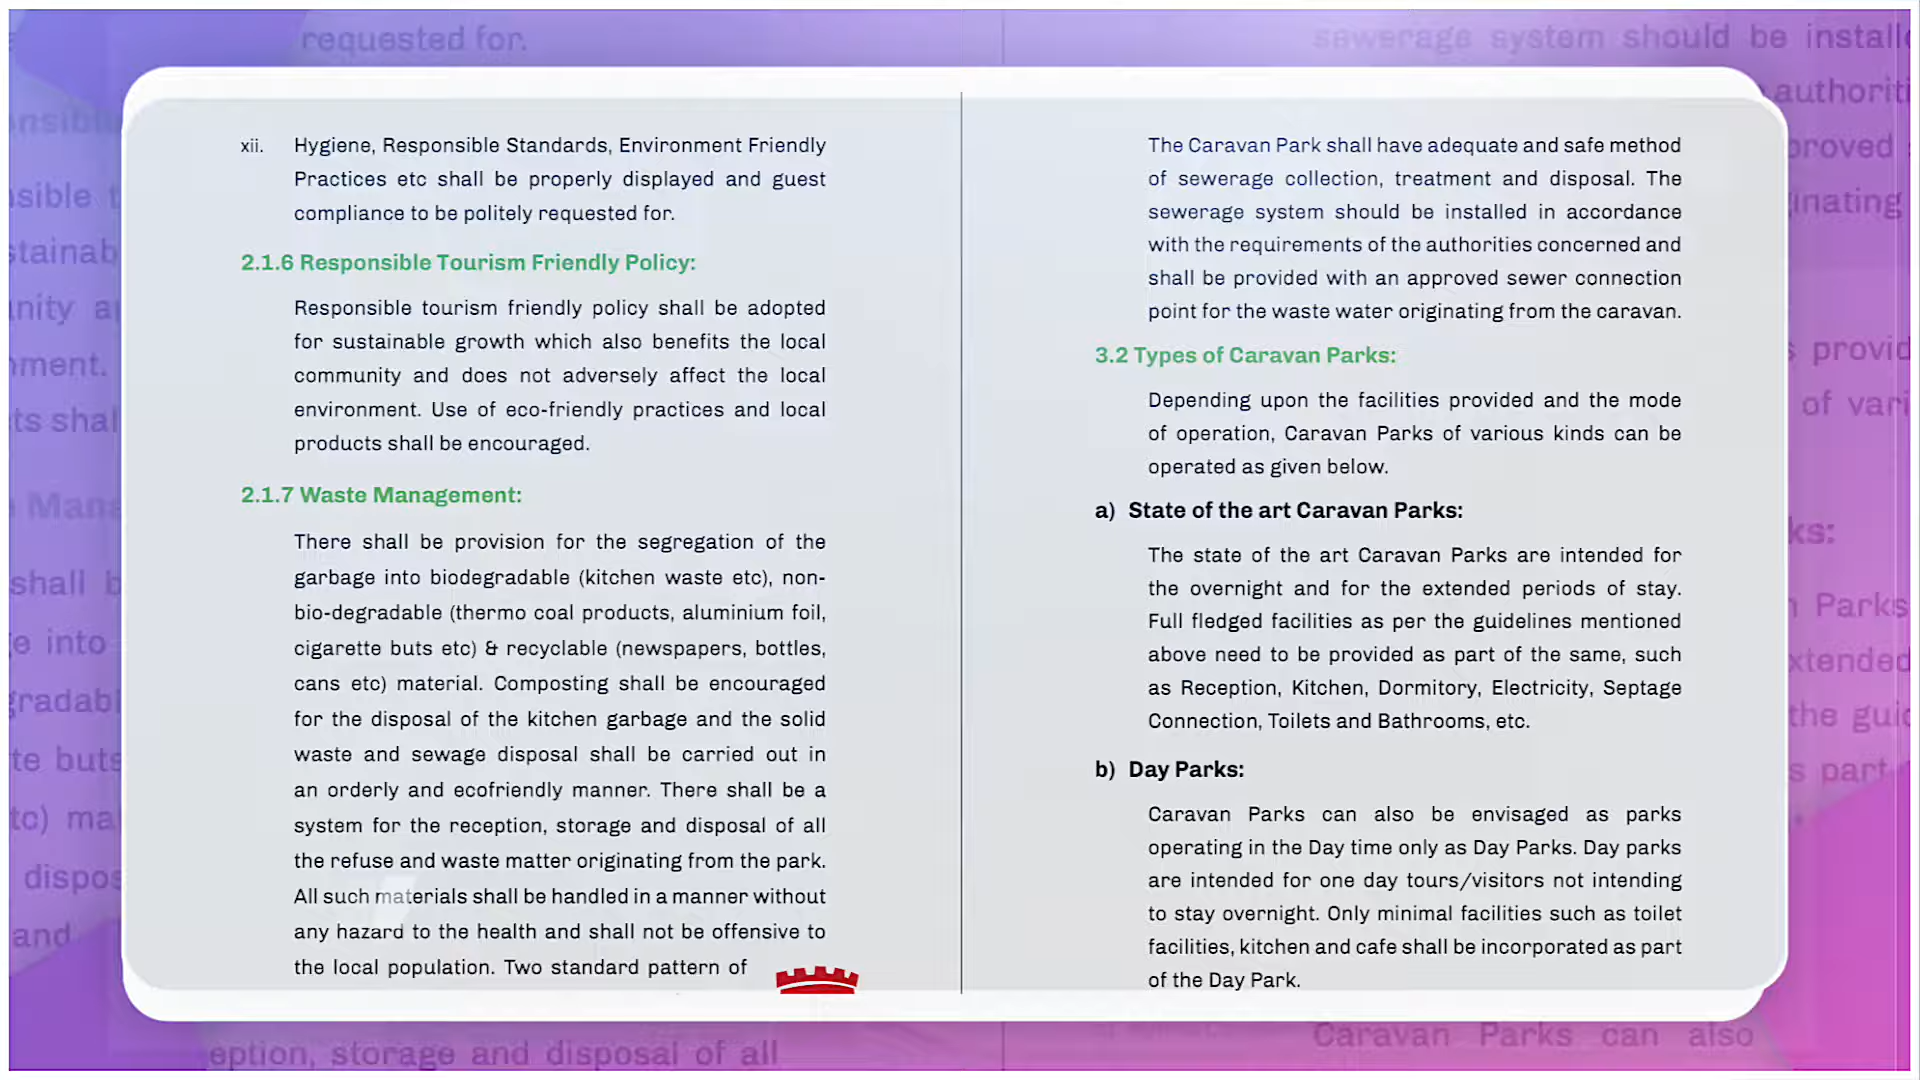 xii. Hygiene, Responsible Standards, Environment Friendly
Practices etc shall be properly displayed and guest
compliance to be politely requested for.
2.1.6 Responsible Tourism Friendly Policy:
Responsible tourism friendly policy shall be adopted
for sustainable growth which also benefits the local
community and does not adversely affect the local
environment. Use of eco-friendly practices and local
products shall be encouraged.
2.1.7 Waste Management:
There shall be provision for the segregation of the
garbage into biodegradable (kitchen waste etc), non-
bio-degradable (thermo coal products, aluminium foil,
cigarette buts etc) & recyclable (newspapers, bottles,
cans etc) material. Composting shall be encouraged
for the disposal of the kitchen garbage and the solid
waste and sewage disposal shall be carried out in
an orderly and ecofriendly manner. There shall be a
system for the reception, storage and disposal of all
the refuse and waste matter originating from the park.
All such materials shall be handled in a manner without
any hazard to the health and shall not be offensive to
the local population. Two standard pattern of
The Caravan Park shall have adequate and safe method
of sewerage collection, treatment and disposal. The
sewerage system should be installed in accordance
with the requirements of the authorities concerned and
shall be provided with an approved sewer connection
point for the waste water originating from the caravan.
3.2 Types of Caravan Parks:
Depending upon the facilities provided and the mode
of operation, Caravan Parks of various kinds can be
operated as given below.
a) State of the art Caravan Parks:
The state of the art Caravan Parks are intended for
the overnight and for the extended periods of stay.
Full fledged facilities as per the guidelines mentioned
above need to be provided as part of the same, such
as Reception, Kitchen, Dormitory, Electricity, Septage
Connection, Toilets and Bathrooms, etc.
b) Day Parks:
Caravan Parks can also be envisaged as parks
operating in the Day time only as Day Parks. Day parks
are intended for one day tours/visitors not intending
to stay overnight. Only minimal facilities such as toilet
facilities, kitchen and cafe shall be incorporated as part
of the Day Park.